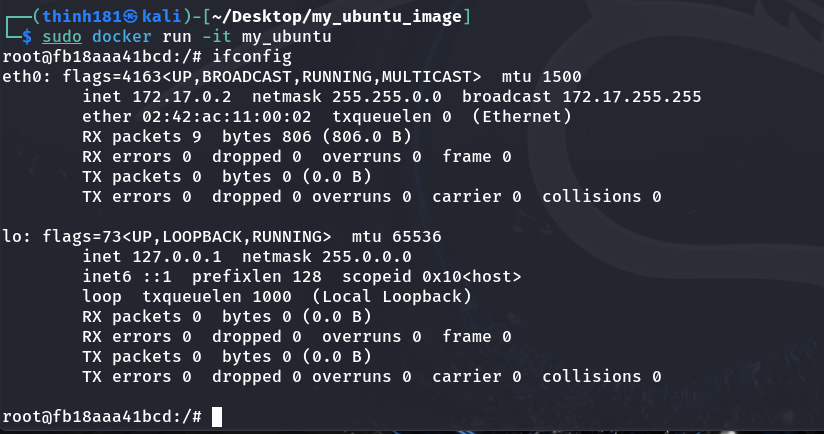 ┌──(thinh181㉿kali)-[~/Desktop/my_ubuntu_image]
└─$ sudo docker run -it my_ubuntu
root@fb18aaa41bcd:/# ifconfig
eth0: flags=4163<UP,BROADCAST,RUNNING,MULTICAST>  mtu 1500
        inet 172.17.0.2  netmask 255.255.0.0  broadcast 172.17.255.255
        ether 02:42:ac:11:00:02  txqueuelen 0  (Ethernet)
        RX packets 9  bytes 806 (806.0 B)
        RX errors 0  dropped 0  overruns 0  frame 0
        TX packets 0  bytes 0 (0.0 B)
        TX errors 0  dropped 0 overruns 0  carrier 0  collisions 0

lo: flags=73<UP,LOOPBACK,RUNNING>  mtu 65536
        inet 127.0.0.1  netmask 255.0.0.0
        inet6 ::1  prefixlen 128  scopeid 0x10<host>
        loop  txqueuelen 1000  (Local Loopback)
        RX packets 0  bytes 0 (0.0 B)
        RX errors 0  dropped 0  overruns 0  frame 0
        TX packets 0  bytes 0 (0.0 B)
        TX errors 0  dropped 0 overruns 0  carrier 0  collisions 0

root@fb18aaa41bcd:/#